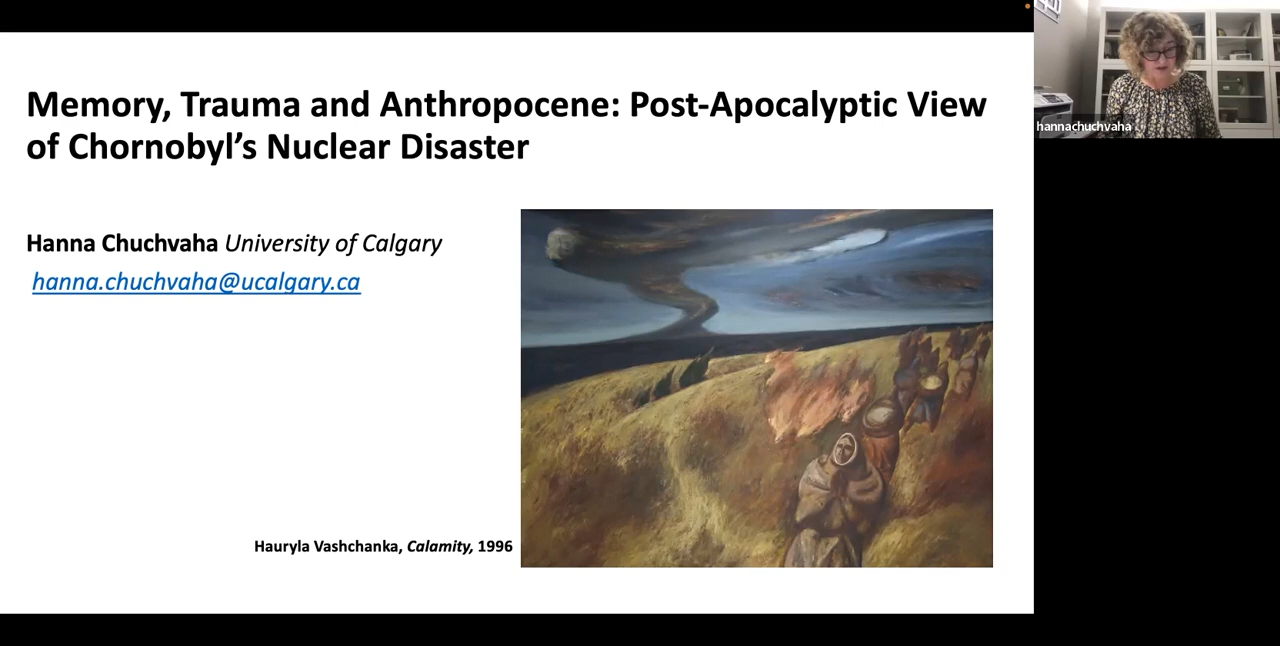 Memory, Trauma and Anthropocene: Post-Apocalyptic View
of Chornobyl’s Nuclear Disaster
Hanna Chuchvaha University of Calgary
hanna.chuchvaha@ucalgary.ca
Hauryla Vashchanka, Calamity, 1996
hannachuchvaha